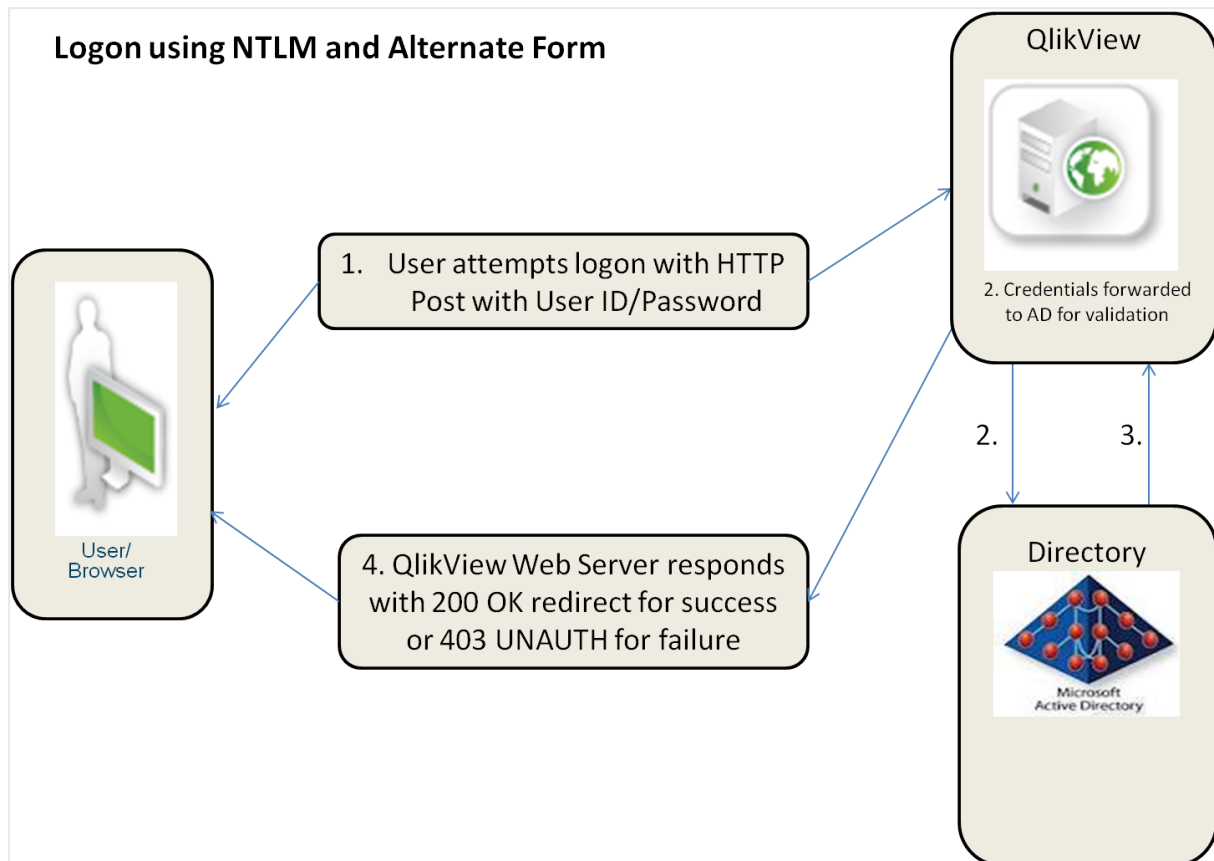 Logon using NTLM and Alternate Form
QlikView
1. User attempts logon with HTTP
Post with User ID/Password
2. Credentials forwarded
to AD for validation
2.
3.
User/
Browser
4. QlikView Web Server responds
with 200 OK redirect for success
or 403 UNAUTH for failure
Directory
Microsoft
Active Directory